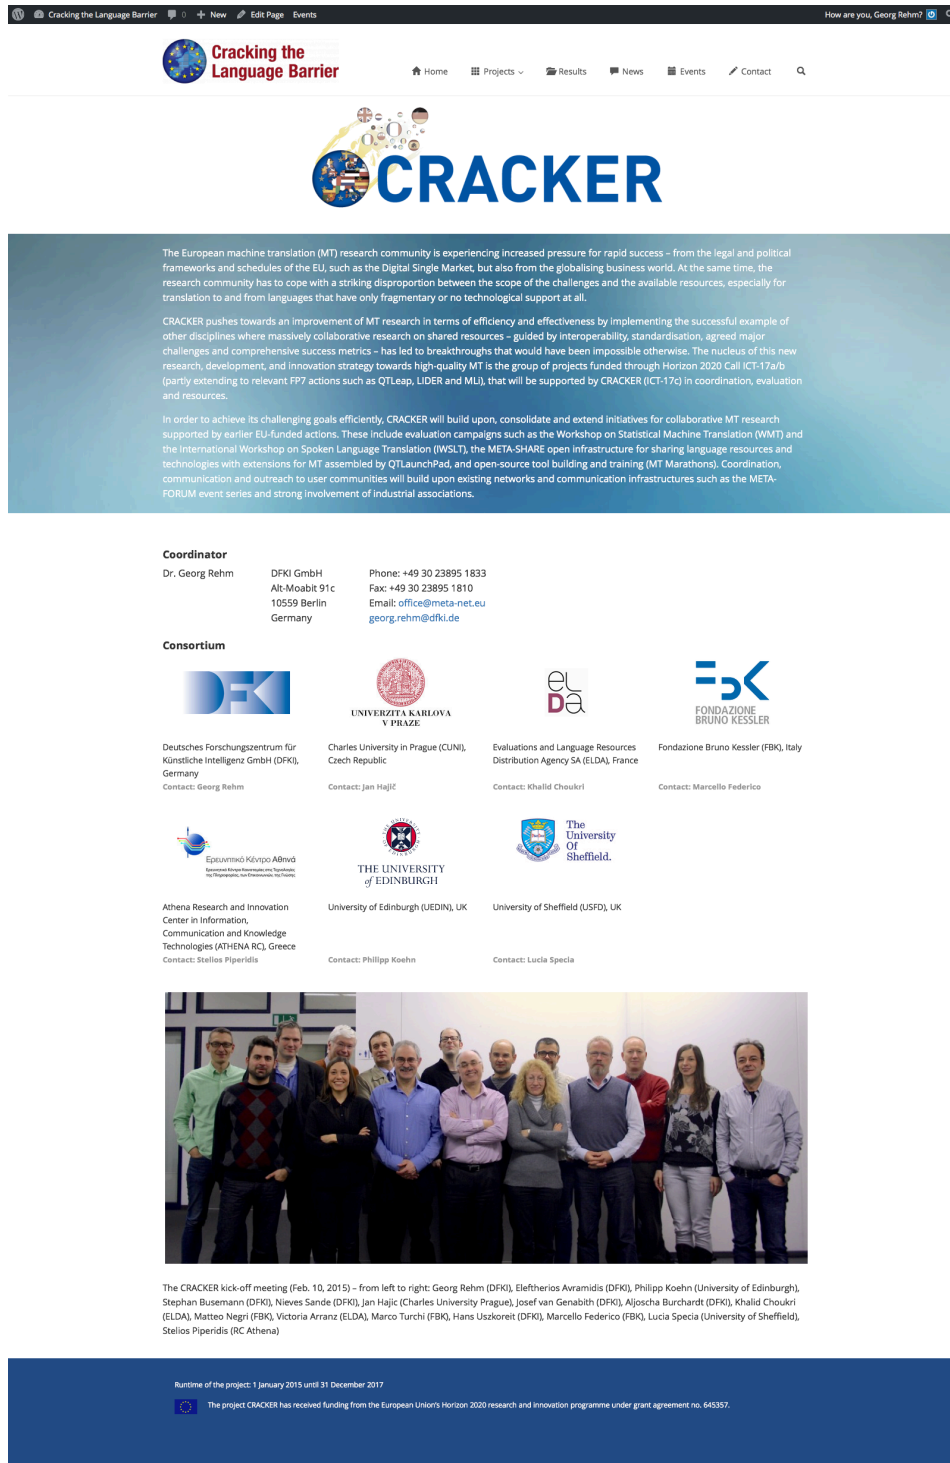 Cracking the Language Barrier 0 New Edit Page Events How are you, Georg Rehm?
Cracking the
Language Barrier
Home Projects Results News Events Contact
CRACKER
The European machine translation (MT) research community is experiencing increased pressure for rapid success – from the legal and political
frameworks and schedules of the EU, such as the Digital Single Market, but also from the globalising business world. At the same time, the
research community has to cope with a striking disproportion between the scope of the challenges and the available resources, especially for
translation to and from languages that have only fragmentary or no technological support at all.
CRACKER pushes towards an improvement of MT research in terms of efficiency and effectiveness by implementing the successful example of
other disciplines where massively collaborative research on shared resources – guided by interoperability, standardisation, agreed major
challenges and comprehensive success metrics – has led to breakthroughs that would have been impossible otherwise. The nucleus of this new
research, development, and innovation strategy towards high-quality MT is the group of projects funded through Horizon 2020 Call ICT-17a/b
(partly extending to relevant FP7 actions such as QTLeap, LIDER and MLi), that will be supported by CRACKER (ICT-17c) in coordination, evaluation
and resources.
In order to achieve its challenging goals efficiently, CRACKER will build upon, consolidate and extend initiatives for collaborative MT research
supported by earlier EU-funded actions. These include evaluation campaigns such as the Workshop on Statistical Machine Translation (WMT) and
the International Workshop on Spoken Language Translation (IWSLT), the META-SHARE open infrastructure for sharing language resources and
technologies with extensions for MT assembled by QTLaunchPad, and open-source tool building and training (MT Marathons). Coordination,
communication and outreach to user communities will build upon existing networks and communication infrastructures such as the META-
FORUM event series and strong involvement of industrial associations.
Coordinator
Dr. Georg Rehm DFKI GmbH Phone: +49 30 23895 1833
Alt-Moabit 91c Fax: +49 30 23895 1810
10559 Berlin Email: office@meta-net.eu
Germany georg.rehm@dfki.de
Consortium
DFKI
UNIVERZITA KARLOVA
V PRAZE
eL
Da
FBK
FONDAZIONE
BRUNO KESSLER
Deutsches Forschungszentrum für
Künstliche Intelligenz GmbH (DFKI),
Germany
Contact: Georg Rehm
Charles University in Prague (CUNI),
Czech Republic
Contact: Jan Hajič
Evaluations and Language Resources
Distribution Agency SA (ELDA), France
Contact: Khalid Choukri
Fondazione Bruno Kessler (FBK), Italy
Contact: Marcello Federico
Ερευνητικό Κέντρο Αθηνά
Ερευνητικό Κέντρο Καινοτομίας στις Τεχνολογίες
της Πληροφορίας, των Επικοινωνιών, της Γνώσης
THE UNIVERSITY
of EDINBURGH
The
University
Of
Sheffield.
Athena Research and Innovation
Center in Information,
Communication and Knowledge
Technologies (ATHENA RC), Greece
Contact: Stelios Piperidis
University of Edinburgh (UEDIN), UK
Contact: Philipp Koehn
University of Sheffield (USFD), UK
Contact: Lucia Specia
The CRACKER kick-off meeting (Feb. 10, 2015) – from left to right: Georg Rehm (DFKI), Eleftherios Avramidis (DFKI), Philipp Koehn (University of Edinburgh),
Stephan Busemann (DFKI), Nieves Sande (DFKI), Jan Hajic (Charles University Prague), Josef van Genabith (DFKI), Aljoscha Burchardt (DFKI), Khalid Choukri
(ELDA), Matteo Negri (FBK), Victoria Arranz (ELDA), Marco Turchi (FBK), Hans Uszkoreit (DFKI), Marcello Federico (FBK), Lucia Specia (University of Sheffield),
Stelios Piperidis (RC Athena)
Runtime of the project: 1 January 2015 until 31 December 2017
The project CRACKER has received funding from the European Union's Horizon 2020 research and innovation programme under grant agreement no. 645357.